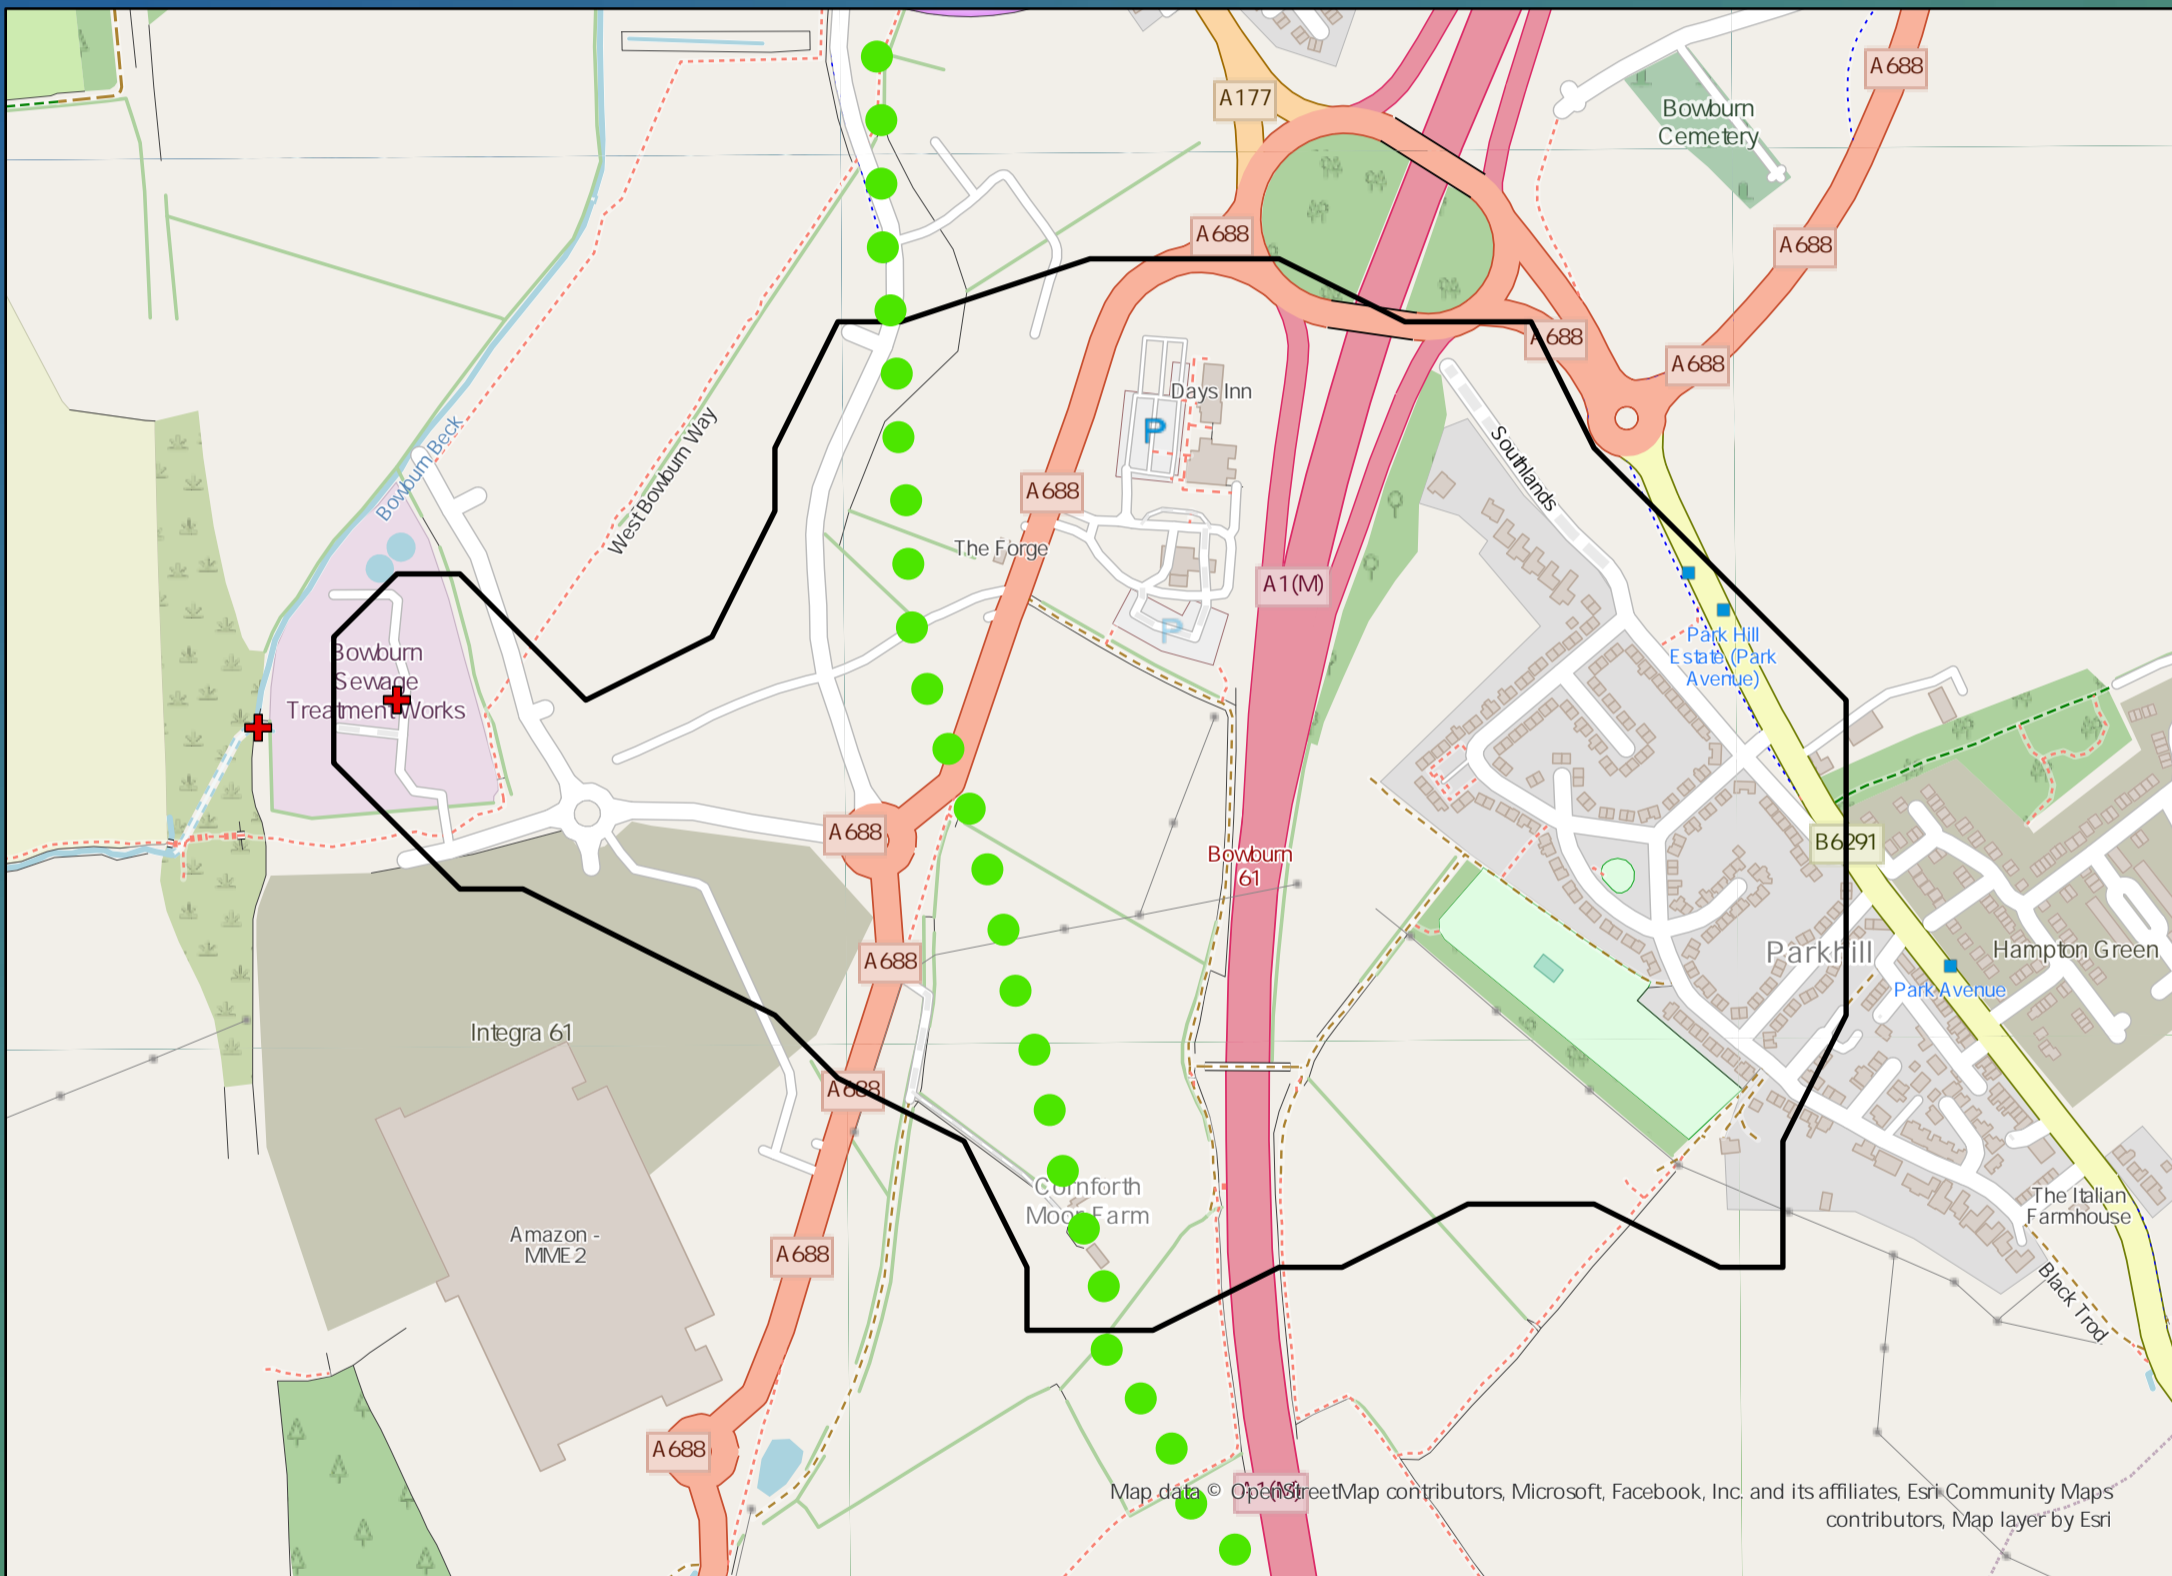 A177
A688
Bowburn
Cemetery
A688
A688
A688
A688
A688
Days Inn
P
Southlands
Bowburn Beck
West Bowburn Way
A688
The Forge
A1(M)
P
Park Hill
Estate (Park
Avenue)
Bowburn
Sewage
Treatment Works
A688
Bowburn
61
B6291
Parkhill
Hampton Green
Park Avenue
A688
Integra 61
A688
Cornforth
Moor Farm
The Italian
Farmhouse
Amazon -
MME2
A688
Black Trod
A688
A1(M)
Map data © OpenStreetMap contributors, Microsoft, Facebook, Inc. and its affiliates, Esri Community Maps
contributors, Map layer by Esri